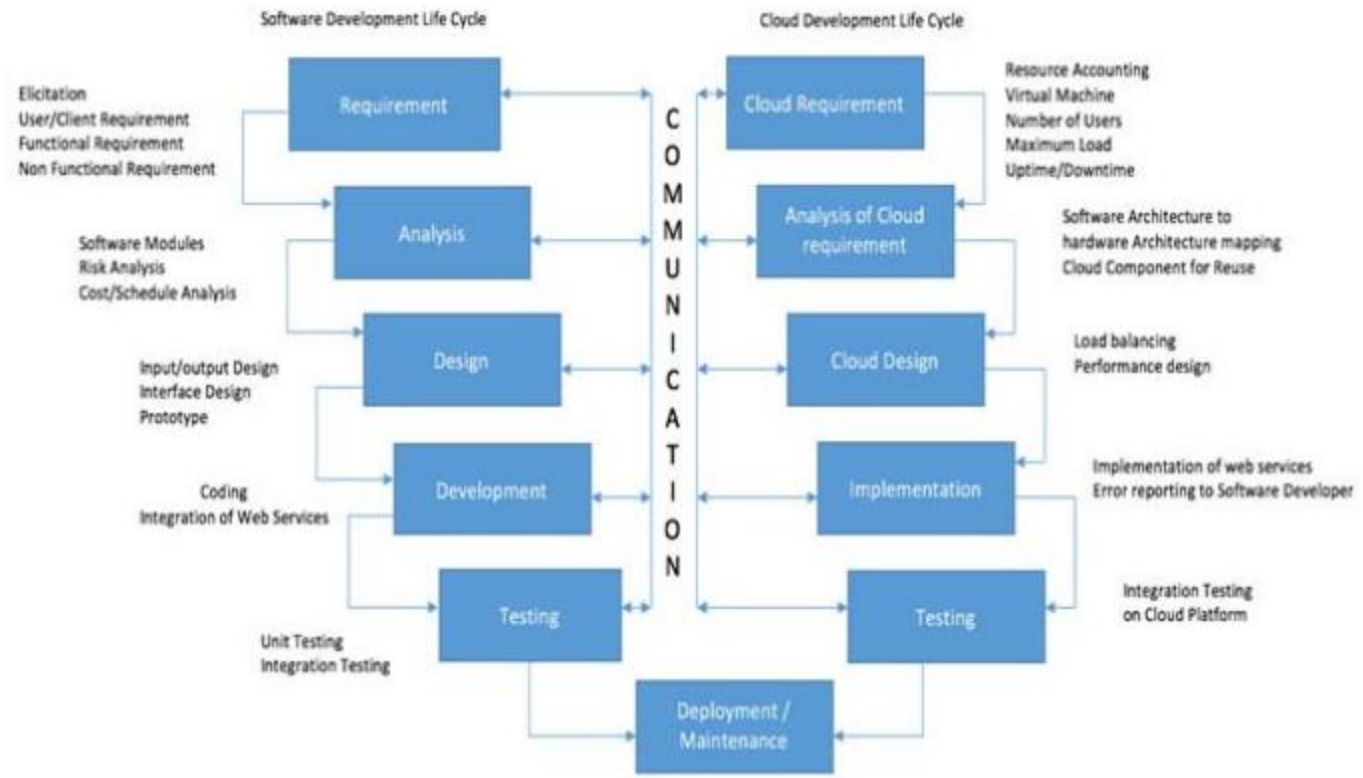 Software Development Life Cycle
Cloud Development Life Cycle
Requirement
Elicitation
User/Client Requirement
Functional Requirement
Non Functional Requirement
Analysis
Software Modules
Risk Analysis
Cost/Schedule Analysis
Design
Input/output Design
Interface Design
Prototype
Development
Coding
Integration of Web Services
Testing
Unit Testing
Integration Testing
COMMUNICATION
Cloud Requirement
Resource Accounting
Virtual Machine
Number of Users
Maximum Load
Uptime/Downtime
Analysis of Cloud
requirement
Software Architecture to
hardware Architecture mapping
Cloud Component for Reuse
Cloud Design
Load balancing
Performance design
Implementation
Implementation of web services
Error reporting to Software Developer
Testing
Integration Testing
on Cloud Platform
Deployment /
Maintenance